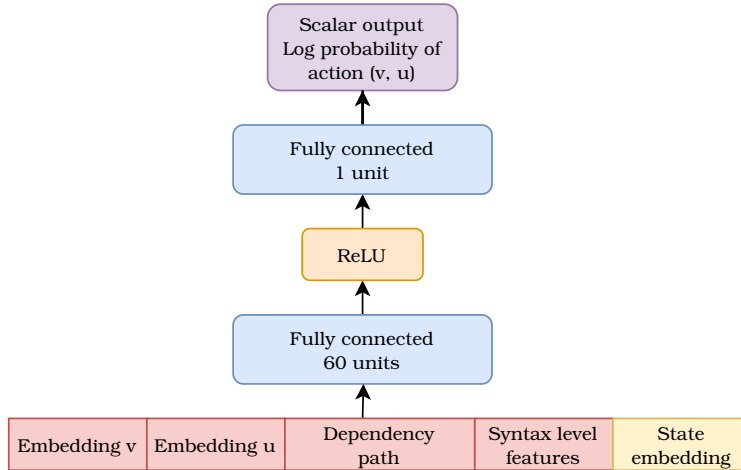 Scalar output
Log probability of
action (v, u)
Fully connected
1 unit
ReLU
Fully connected
60 units
Embedding v
Embedding u
Dependency
path
Syntax level
features
State
embedding